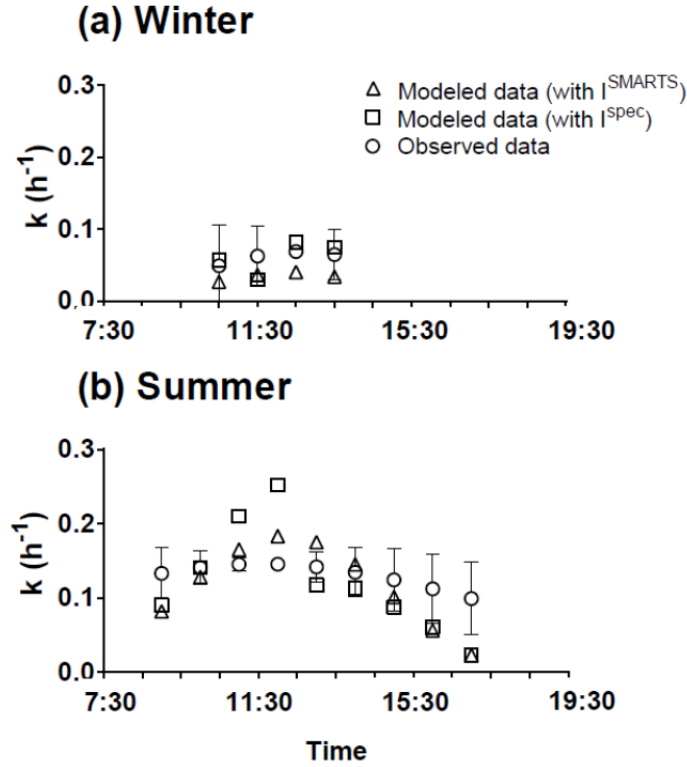 (a) Winter
0.3
0.2
0.1
0.0
k (h⁻¹)
Modeled data (with I^SMARTS)
Modeled data (with I^spec)
Observed data
7:30 11:30 15:30 19:30
(b) Summer
0.3
0.2
0.1
0.0
k (h⁻¹)
7:30 11:30 15:30 19:30
Time